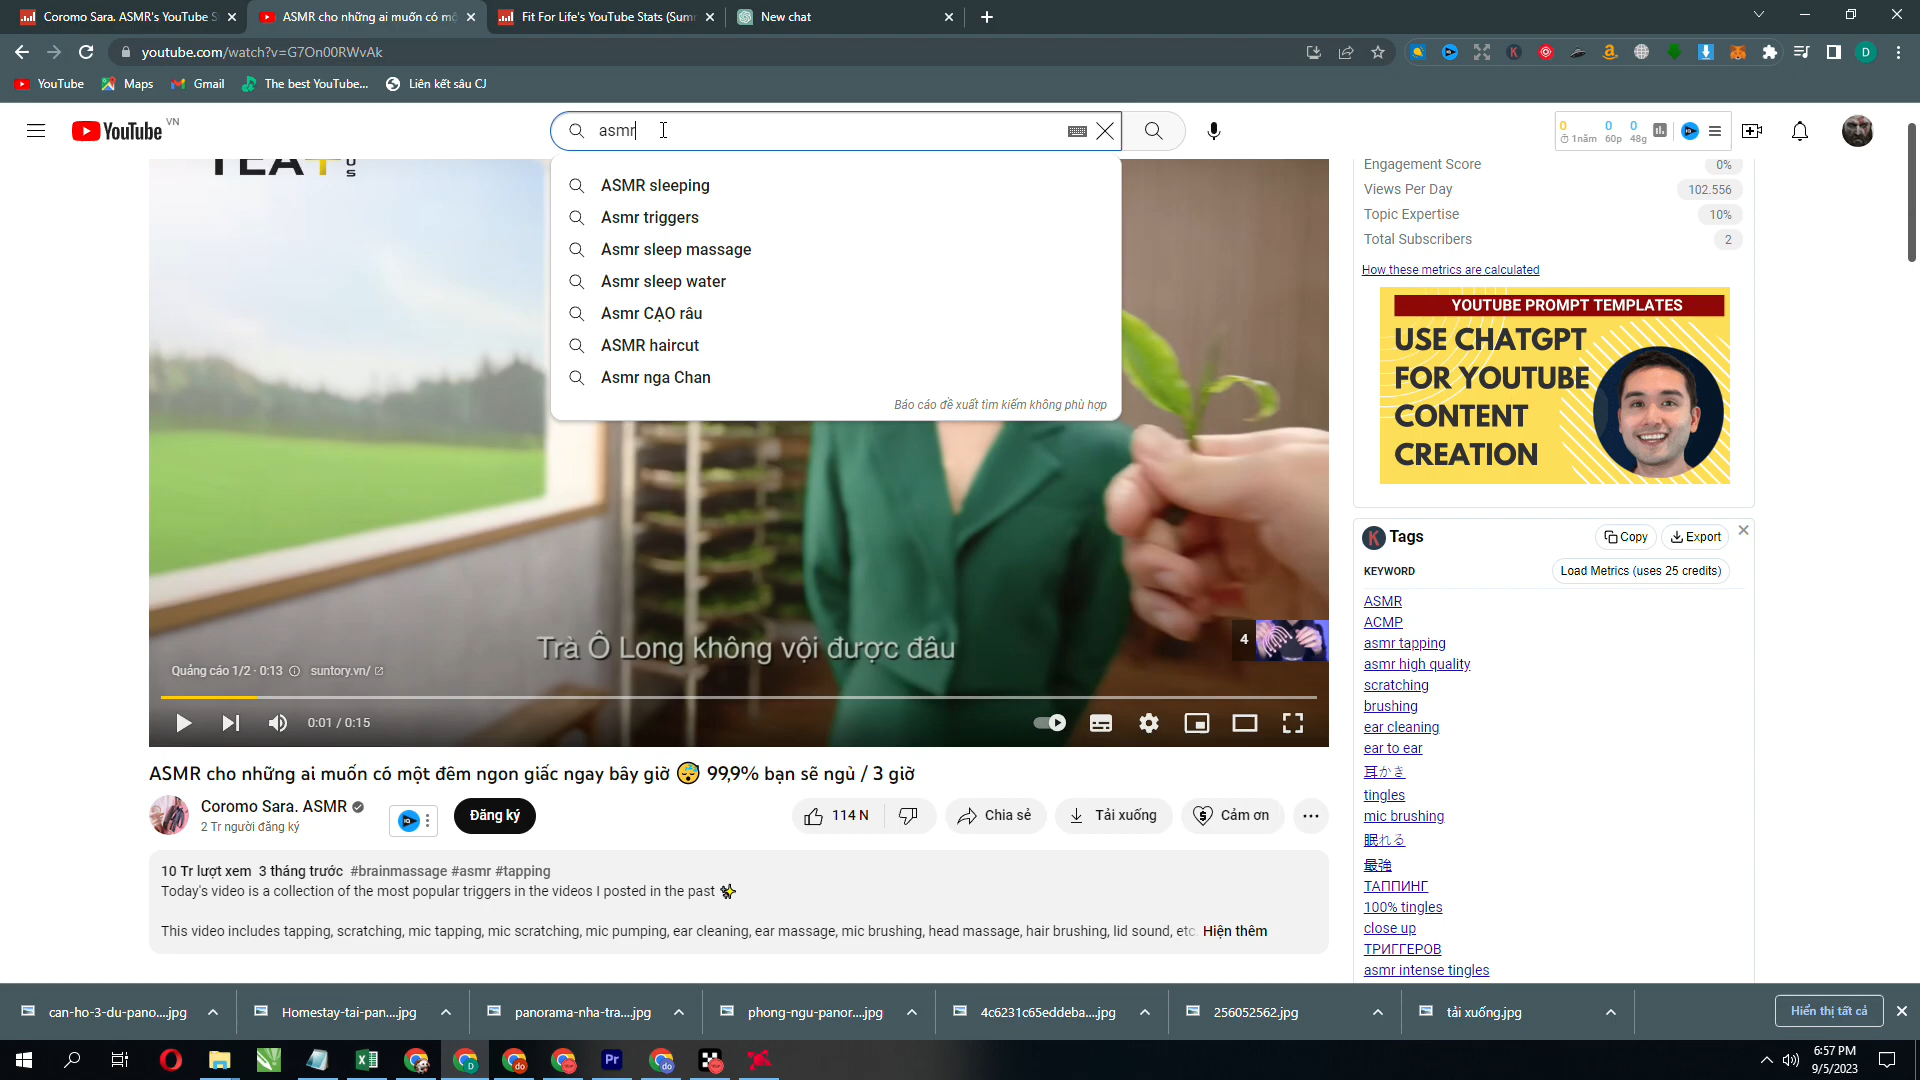 Coromo Sara. ASMR's YouTube S
ASMR cho những ai muốn có mộ
Fit For Life's YouTube Stats (Sum
New chat
youtube.com/watch?v=G7On00RWvAk
YouTube
Maps
Gmail
The best YouTube...
Liên kết sâu CJ
YouTube VN
asmr
0
1năm
0
60p
0
48g
ASMR sleeping
Asmr triggers
Asmr sleep massage
Asmr sleep water
Asmr CẠO râu
ASMR haircut
Asmr nga Chan
Báo cáo đề xuất tìm kiếm không phù hợp
TEA+
PLUS
Trà Ô Long không vội được đâu
Quảng cáo 1/2 · 0:13
suntory.vn/
4
0:01 / 0:15
ASMR cho những ai muốn có một đêm ngon giấc ngay bây giờ 😴 99,9% bạn sẽ ngủ / 3 giờ
Coromo Sara. ASMR
2 Tr người đăng ký
Đăng ký
114 N
Chia sẻ
Tải xuống
Cảm ơn
10 Tr lượt xem 3 tháng trước #brainmassage #asmr #tapping
Today's video is a collection of the most popular triggers in the videos I posted in the past ✨
This video includes tapping, scratching, mic tapping, mic scratching, mic pumping, ear cleaning, ear massage, mic brushing, head massage, hair brushing, lid sound, etc. Hiện thêm
Engagement Score 0%
Views Per Day 102.556
Topic Expertise 10%
Total Subscribers 2
How these metrics are calculated
YOUTUBE PROMPT TEMPLATES
USE CHATGPT
FOR YOUTUBE
CONTENT
CREATION
K Tags
Copy
Export
KEYWORD
Load Metrics (uses 25 credits)
ASMR
ACMP
asmr tapping
asmr high quality
scratching
brushing
ear cleaning
ear to ear
耳かき
tingles
mic brushing
眠れる
最強
ТАППИНГ
100% tingles
close up
ТРИГГЕРОВ
asmr intense tingles
can-ho-3-du-pano....jpg
Homestay-tai-pan....jpg
panorama-nha-tra....jpg
phong-ngu-panor....jpg
4c6231c65eddeba....jpg
256052562.jpg
tải xuống.jpg
Hiển thị tất cả
6:57 PM
9/5/2023